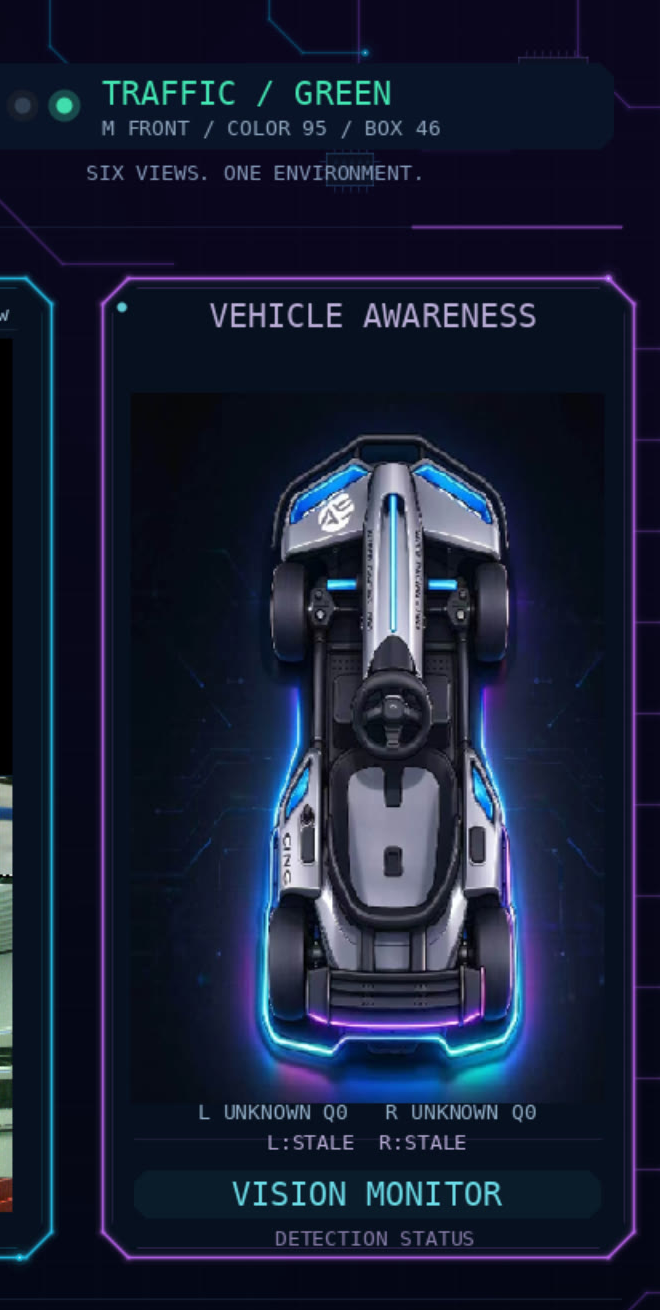 TRAFFIC / GREEN
M FRONT / COLOR 95 / BOX 46
SIX VIEWS. ONE ENVIRONMENT.
W
VEHICLE AWARENESS
L UNKNOWN Q0 R UNKNOWN Q0
L:STALE R:STALE
VISION MONITOR
DETECTION STATUS